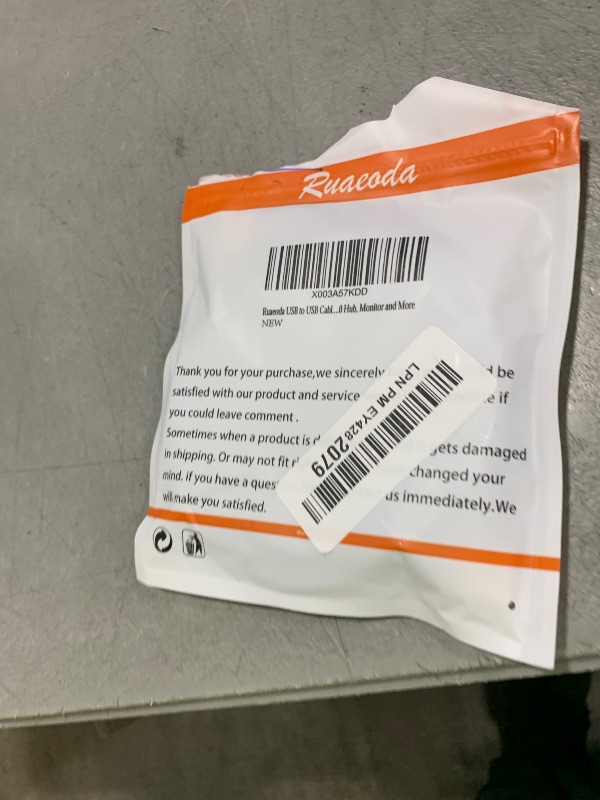 Ruaeoda
X003A57KDD
Ruaeoda USB to USB Cabl...0 Hub, Monitor and More
NEW
Thank you for your purchase,we sincerely d be
satisfied with our product and service if
you could leave comment .
Sometimes when a product is gets damaged
in shipping. Or may not fit changed your
mind. if you have a us immediately.We
will make you satisfied.
LPN PM EY4282079